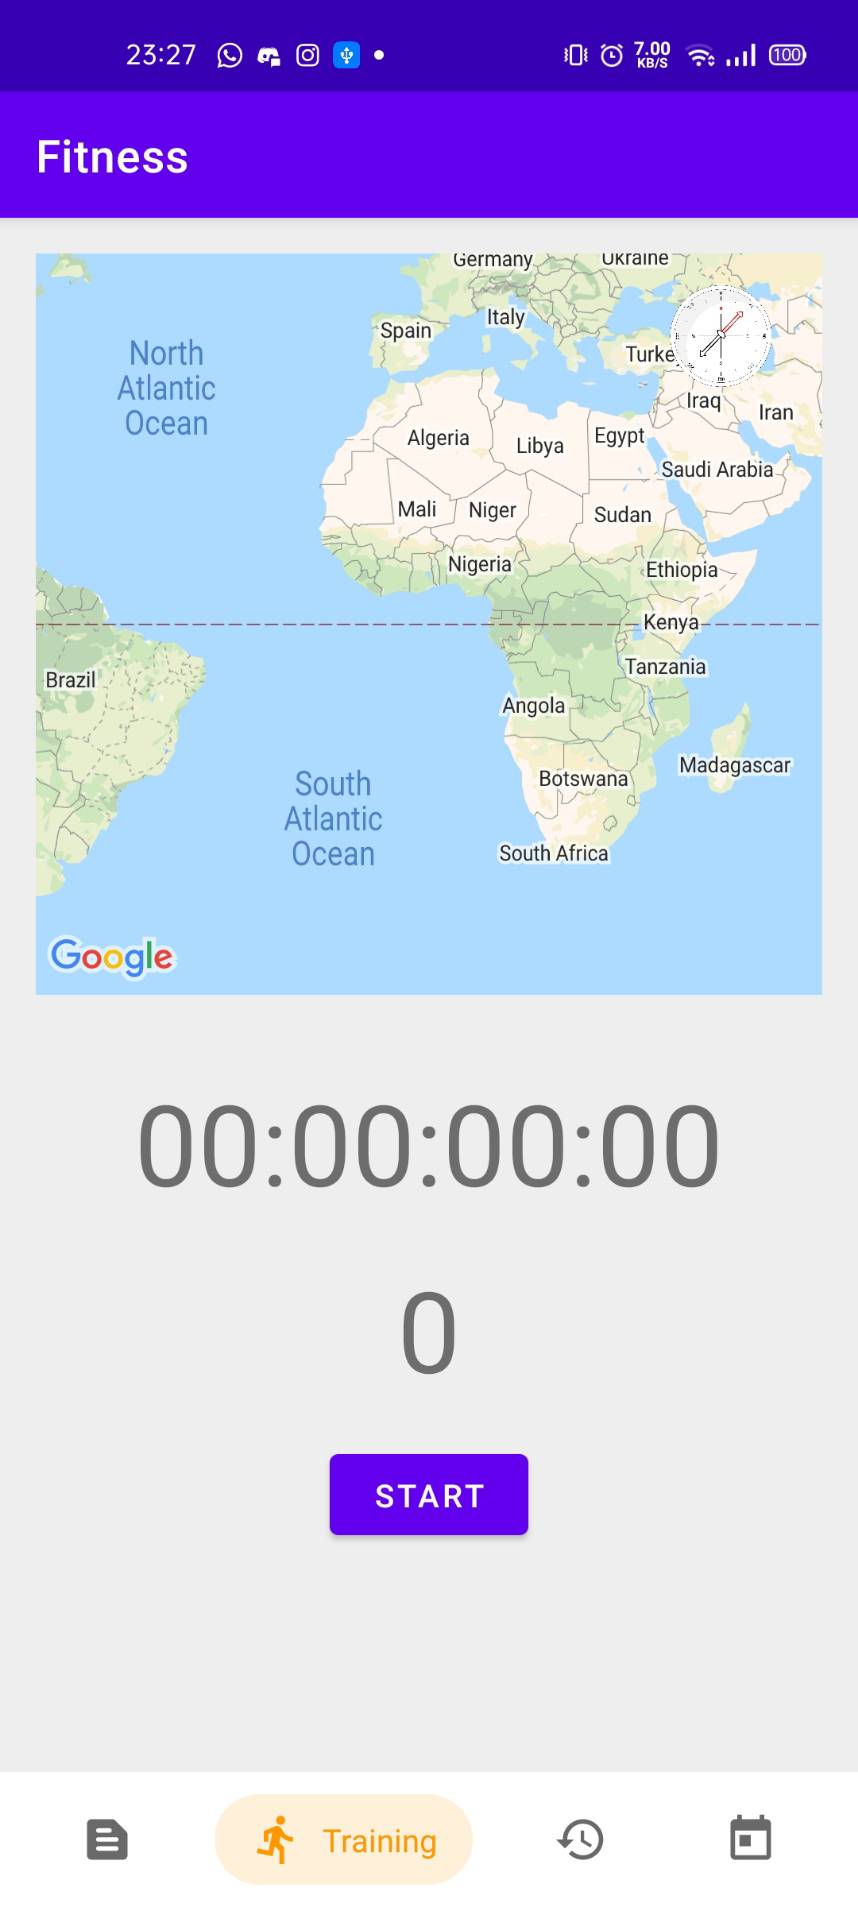 23:27
7.00
KB/S
100
Fitness
Germany
Ukraine
Italy
Spain
Turke
North
Atlantic
Ocean
Iraq
Iran
Algeria
Libya
Egypt
Saudi Arabia
Mali
Niger
Sudan
Nigeria
Ethiopia
Kenya
Brazil
Tanzania
Angola
Madagascar
Botswana
South
Atlantic
Ocean
South Africa
Google
00:00:00:00
0
START
Training